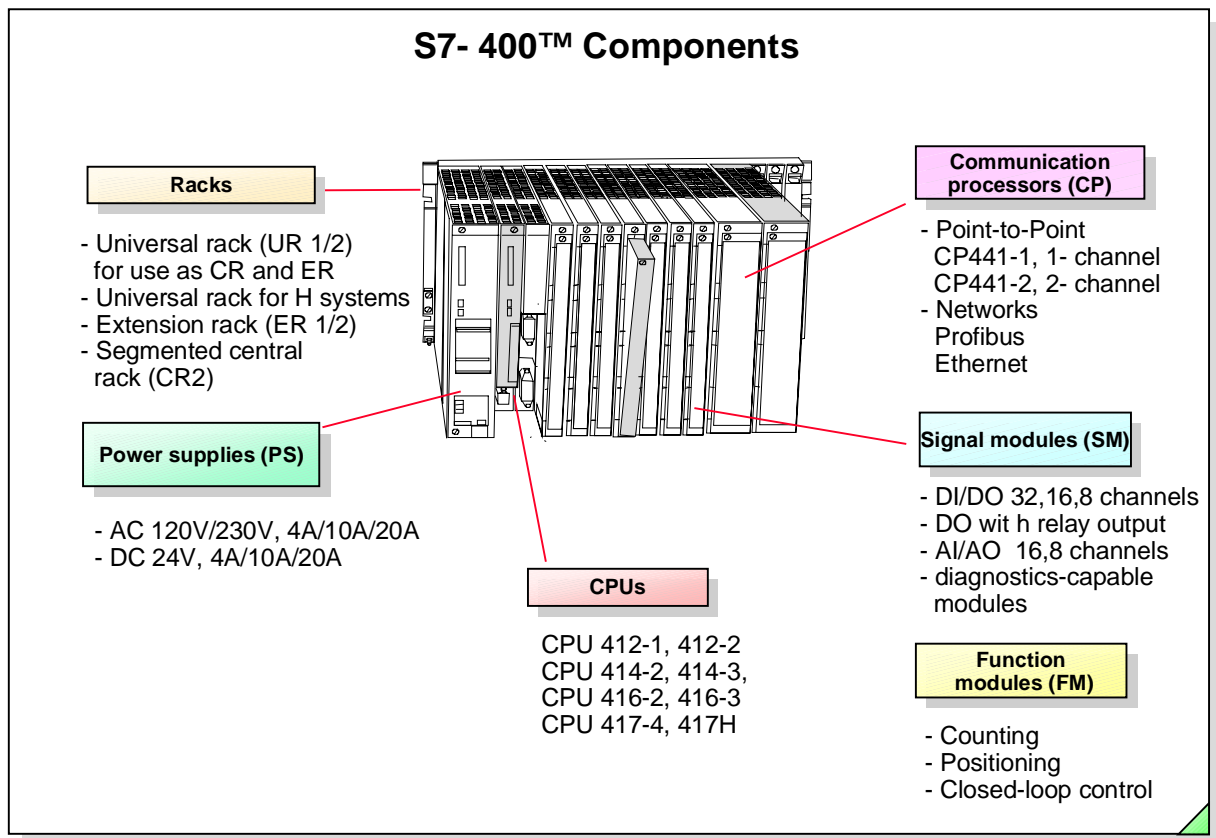 S7- 400™ Components
Racks
- Universal rack (UR 1/2)
for use as CR and ER
- Universal rack for H systems
- Extension rack (ER 1/2)
- Segmented central
rack (CR2)
Power supplies (PS)
- AC 120V/230V, 4A/10A/20A
- DC 24V, 4A/10A/20A
CPUs
CPU 412-1, 412-2
CPU 414-2, 414-3,
CPU 416-2, 416-3
CPU 417-4, 417H
Communication
processors (CP)
- Point-to-Point
CP441-1, 1- channel
CP441-2, 2- channel
- Networks
Profibus
Ethernet
Signal modules (SM)
- DI/DO 32,16,8 channels
- DO wit h relay output
- AI/AO 16,8 channels
- diagnostics-capable
modules
Function
modules (FM)
- Counting
- Positioning
- Closed-loop control